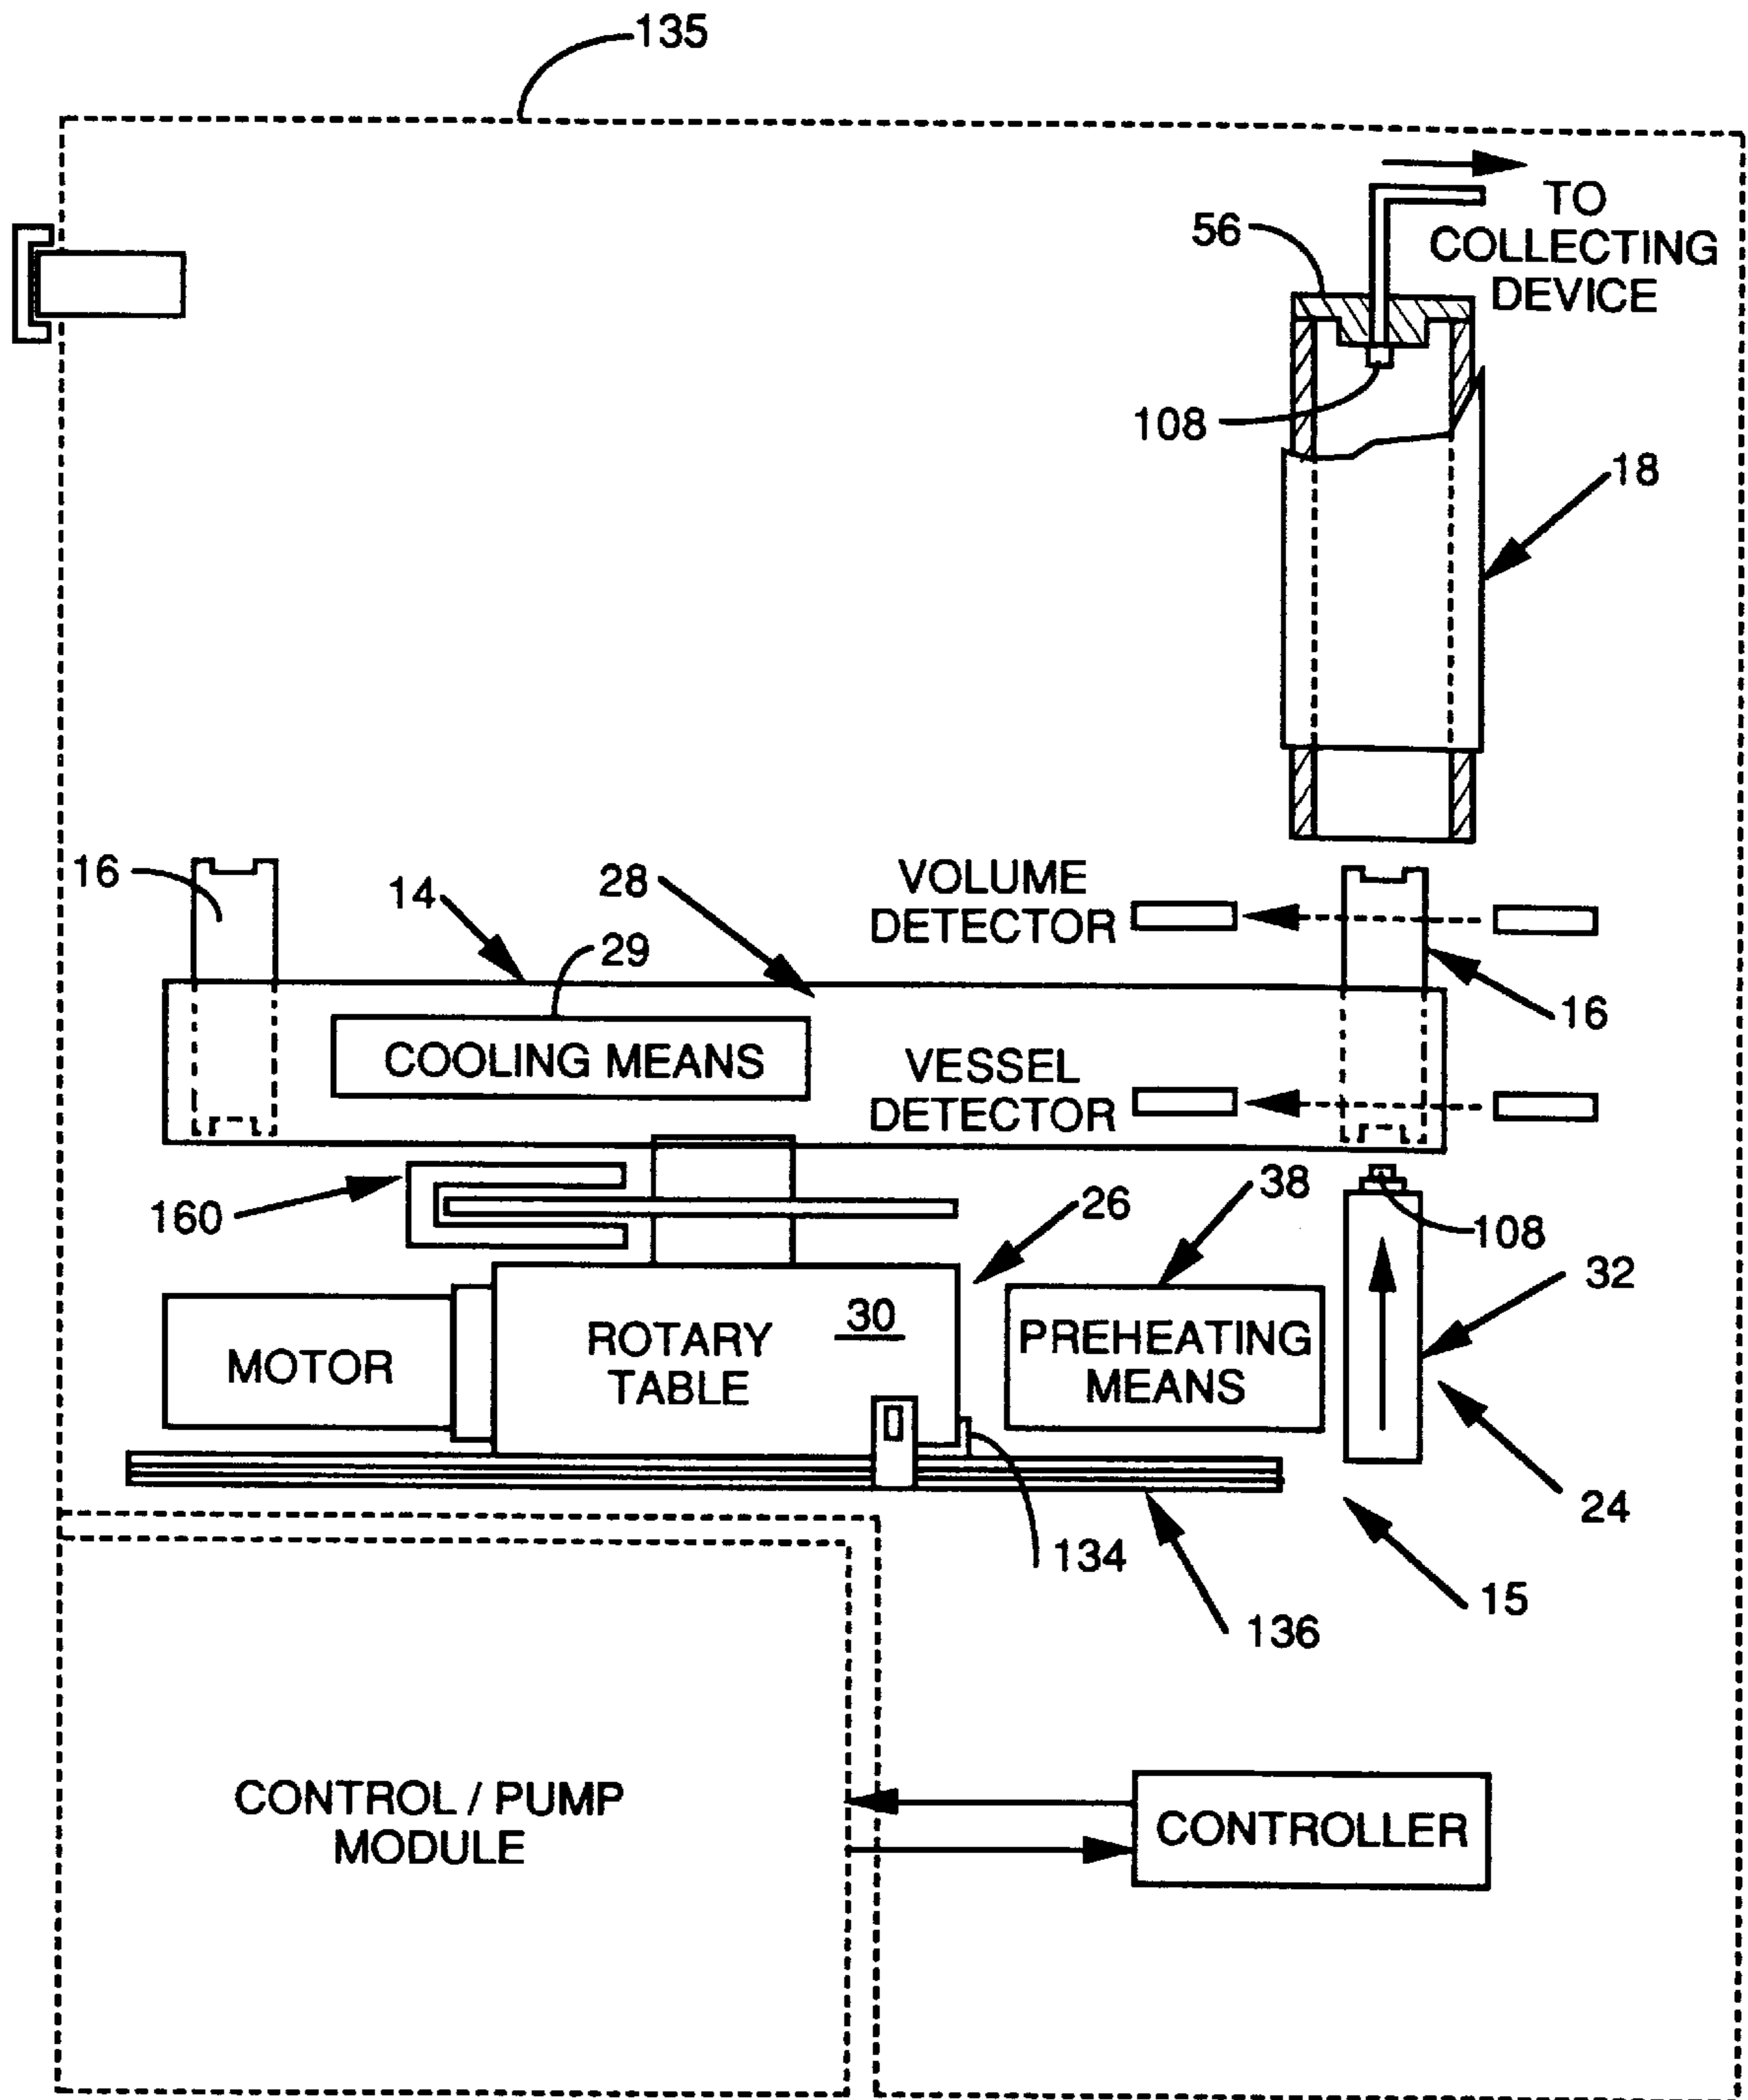 135
TO
COLLECTING
DEVICE
56
108
18
16
14
28
29
VOLUME
DETECTOR
16
COOLING MEANS
VESSEL
DETECTOR
160
26
38
108
32
MOTOR
ROTARY
TABLE
30
PREHEATING
MEANS
24
134
136
15
CONTROL / PUMP
MODULE
CONTROLLER